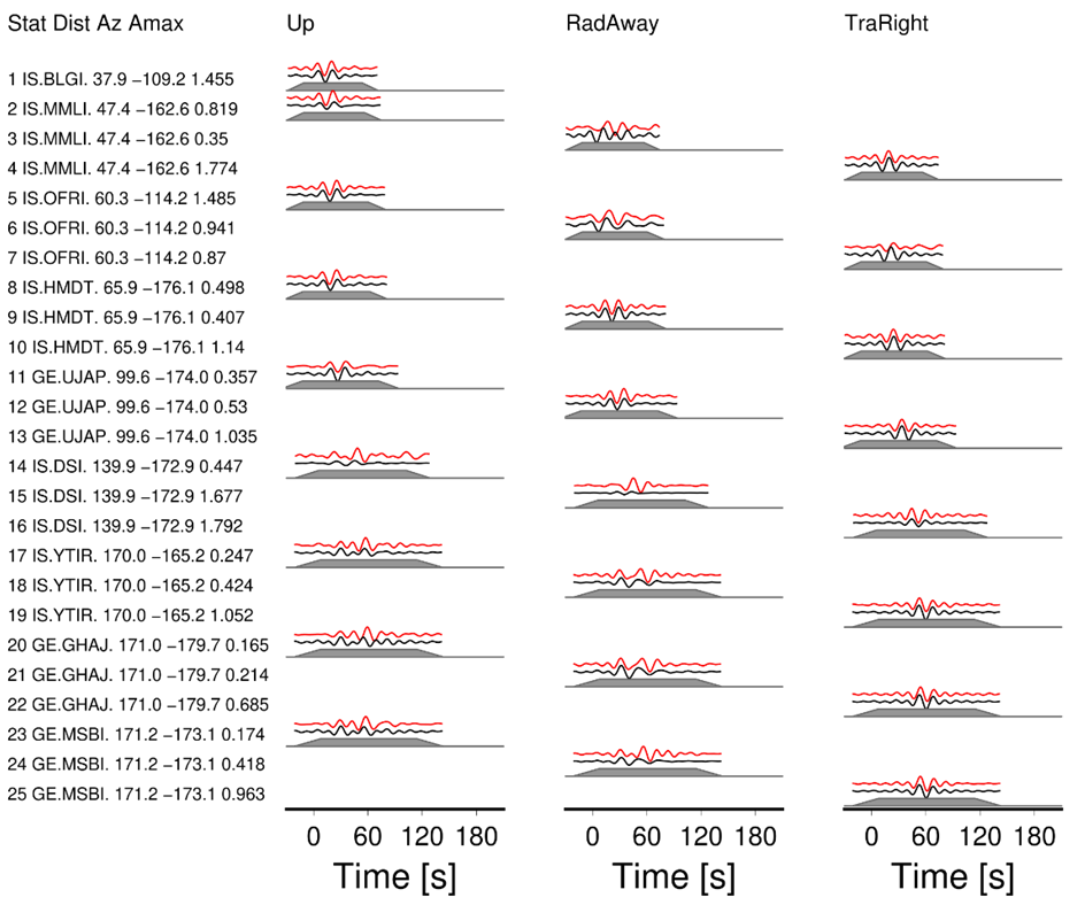 Stat Dist Az Amax Up RadAway TraRight
1 IS.BLGI. 37.9 −109.2 1.455
2 IS.MMLI. 47.4 −162.6 0.819
3 IS.MMLI. 47.4 −162.6 0.35
4 IS.MMLI. 47.4 −162.6 1.774
5 IS.OFRI. 60.3 −114.2 1.485
6 IS.OFRI. 60.3 −114.2 0.941
7 IS.OFRI. 60.3 −114.2 0.87
8 IS.HMDT. 65.9 −176.1 0.498
9 IS.HMDT. 65.9 −176.1 0.407
10 IS.HMDT. 65.9 −176.1 1.14
11 GE.UJAP. 99.6 −174.0 0.357
12 GE.UJAP. 99.6 −174.0 0.53
13 GE.UJAP. 99.6 −174.0 1.035
14 IS.DSI. 139.9 −172.9 0.447
15 IS.DSI. 139.9 −172.9 1.677
16 IS.DSI. 139.9 −172.9 1.792
17 IS.YTIR. 170.0 −165.2 0.247
18 IS.YTIR. 170.0 −165.2 0.424
19 IS.YTIR. 170.0 −165.2 1.052
20 GE.GHAJ. 171.0 −179.7 0.165
21 GE.GHAJ. 171.0 −179.7 0.214
22 GE.GHAJ. 171.0 −179.7 0.685
23 GE.MSBI. 171.2 −173.1 0.174
24 GE.MSBI. 171.2 −173.1 0.418
25 GE.MSBI. 171.2 −173.1 0.963
0 60 120 180 0 60 120 180 0 60 120 180
Time [s] Time [s] Time [s]